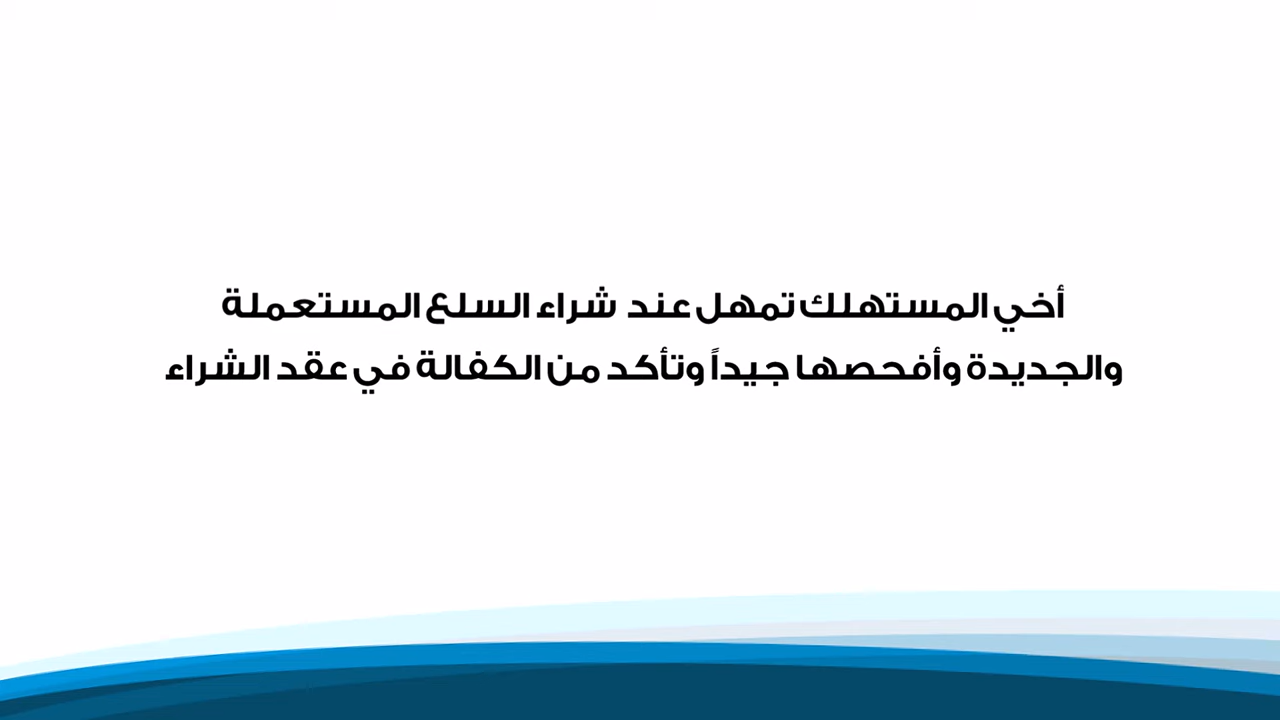 أخي المستهلك تمهل عند شراء السلع المستعملة
والجديدة وأفحصها جيداً وتأكد من الكفالة في عقد الشراء